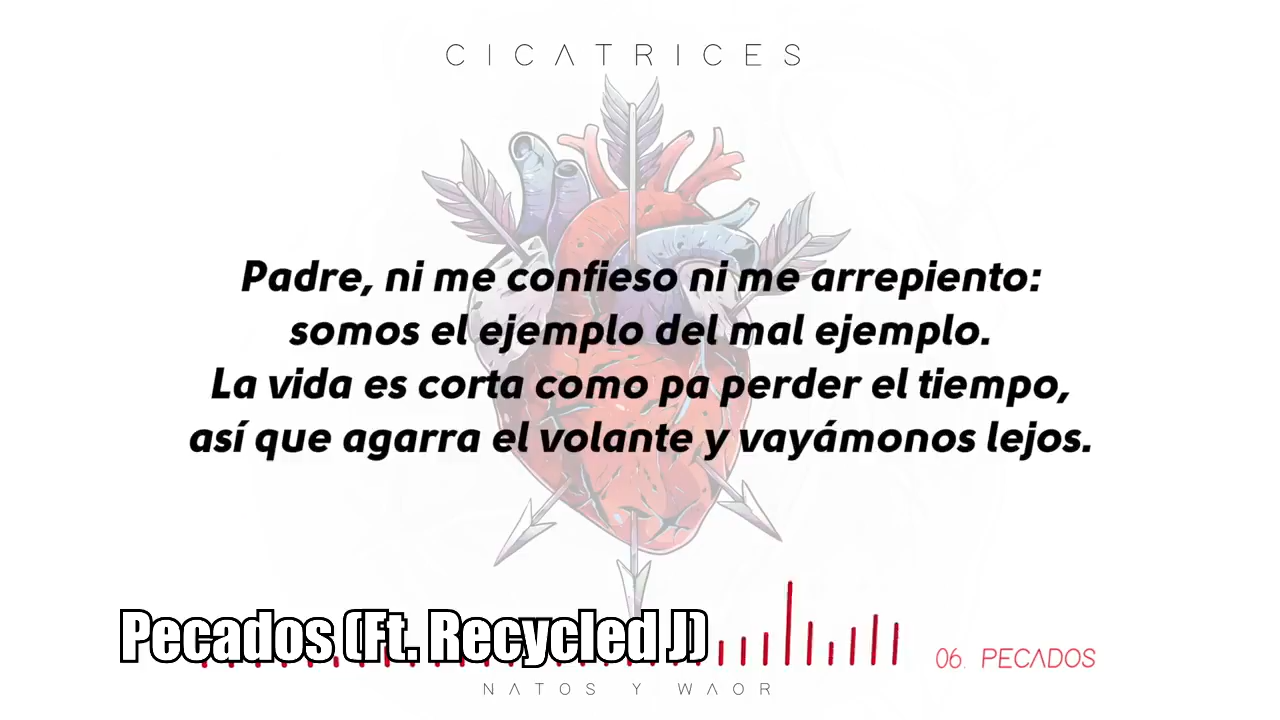 CICATRICES
Padre, ni me confieso ni me arrepiento:
somos el ejemplo del mal ejemplo.
La vida es corta como pa perder el tiempo,
así que agarra el volante y vayámonos lejos.
Pecados (Ft. Recycled J)
06. PECADOS
NATOS Y WAOR